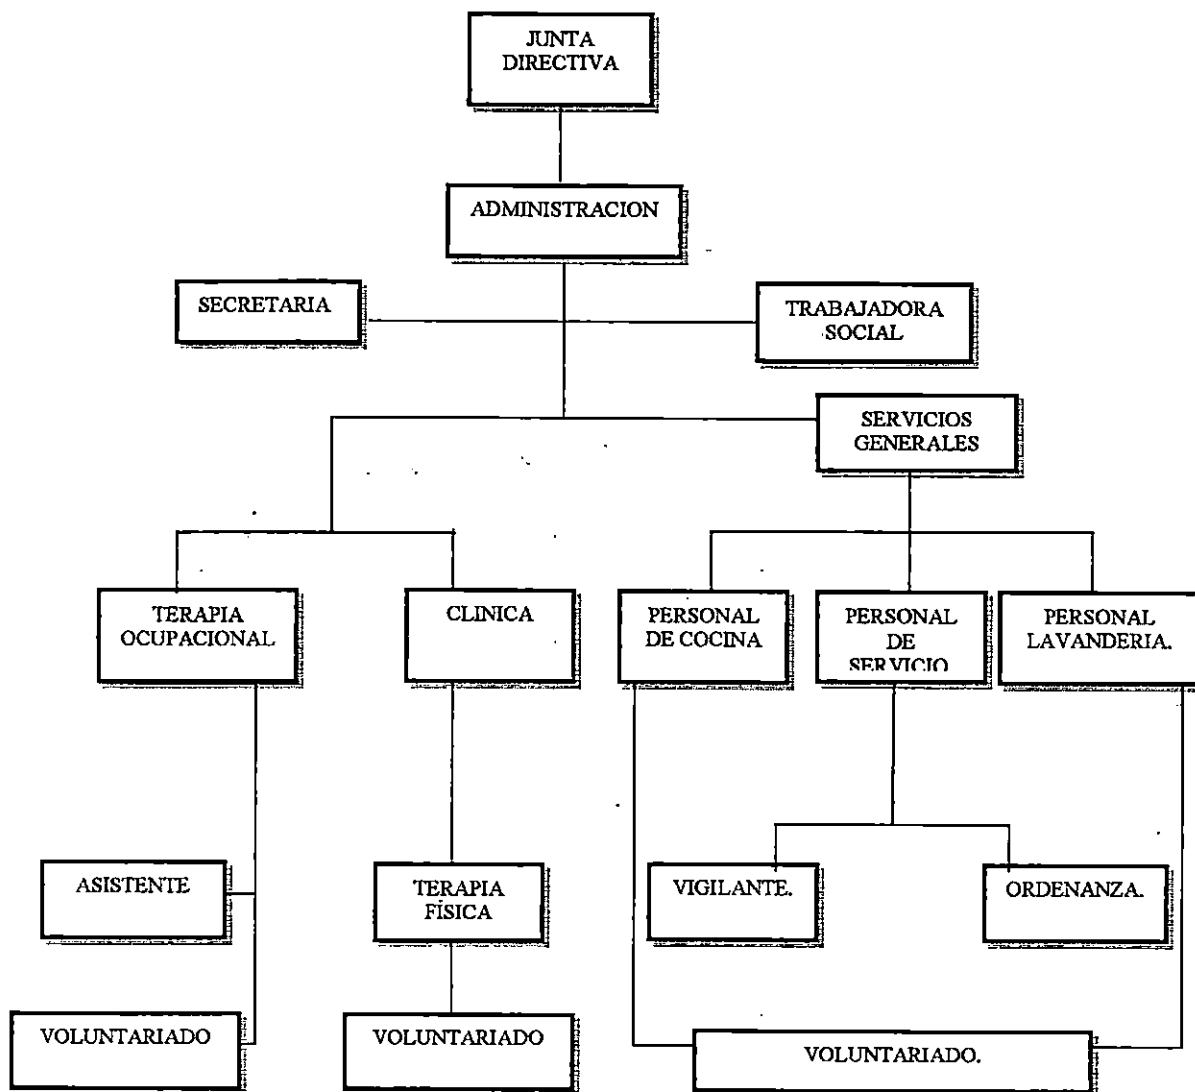 JUNTA
DIRECTIVA
ADMINISTRACION
SECRETARIA
TRABAJADORA
SOCIAL
SERVICIOS
GENERALES
TERAPIA
OCUPACIONAL
CLINICA
PERSONAL
DE COCINA
PERSONAL
DE
SERVICIO
PERSONAL
LAVANDERIA.
ASISTENTE
TERAPIA
FÍSICA
VIGILANTE.
ORDENANZA.
VOLUNTARIADO
VOLUNTARIADO
VOLUNTARIADO.